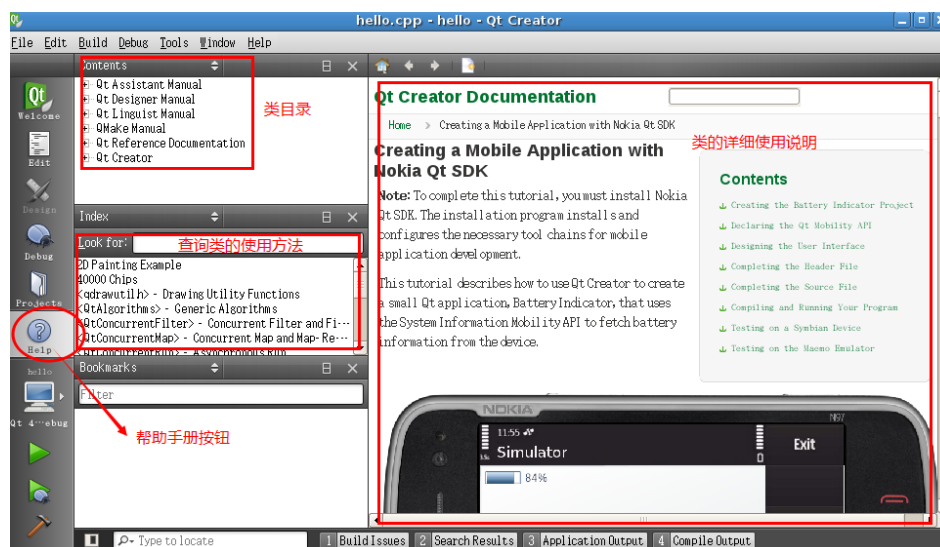 hello.cpp - hello - Qt Creator
File Edit Build Debug Tools Window Help
Contents
Qt Assistant Manual
Qt Designer Manual
Qt Linguist Manual
QMake Manual
Qt Reference Documentation
Qt Creator
类目录
Welcome
Edit
Design
Debug
Projects
Help
hello
Qt 4···ebug
Index
Look for:
查询类的使用方法
2D Painting Example
40000 Chips
<qdrawutil.h> - Drawing Utility Functions
<QtAlgorithms> - Generic Algorithms
<QtConcurrentFilter> - Concurrent Filter and Fi···
<QtConcurrentMap> - Concurrent Map and Map-Re···
<QtConcurrentRun> - Asynchronous Run
Bookmarks
Filter
帮助手册按钮
Qt Creator Documentation
Home > Creating a Mobile Application with Nokia Qt SDK
类的详细使用说明
Creating a Mobile Application with
Nokia Qt SDK
Note: To complete this tutorial, you must install Nokia
Qt SDK. The installation program installs and
configures the necessary tool chains for mobile
application development.
This tutorial describes how to use Qt Creator to create
a small Qt application, Battery Indicator, that uses
the System Information Mobility API to fetch battery
information from the device.
Contents
Creating the Battery Indicator Project
Declaring the Qt Mobility API
Designing the User Interface
Completing the Header File
Completing the Source File
Compiling and Running Your Program
Testing on a Symbian Device
Testing on the Maemo Emulator
NOKIA
N97
11:55
3.5G
Simulator
Exit
84%
Type to locate
1 Build Issues 2 Search Results 3 Application Output 4 Compile Output